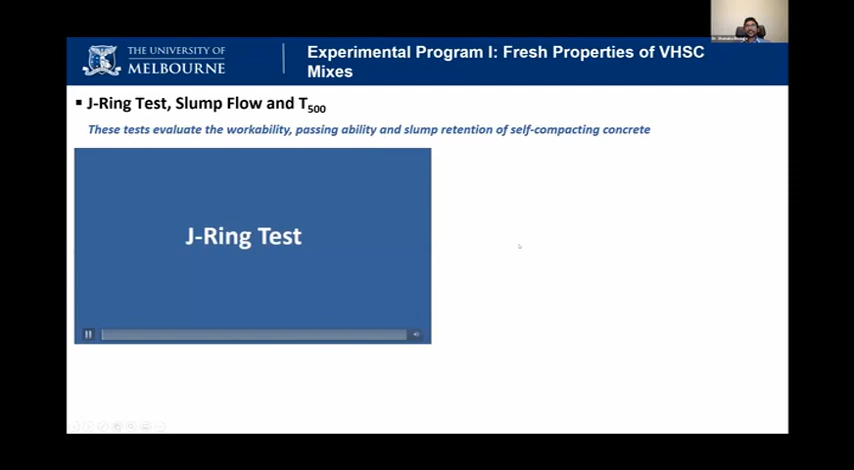 THE UNIVERSITY OF
MELBOURNE
Experimental Program I: Fresh Properties of VHSC
Mixes
▪ J-Ring Test, Slump Flow and T500
These tests evaluate the workability, passing ability and slump retention of self-compacting concrete
J-Ring Test